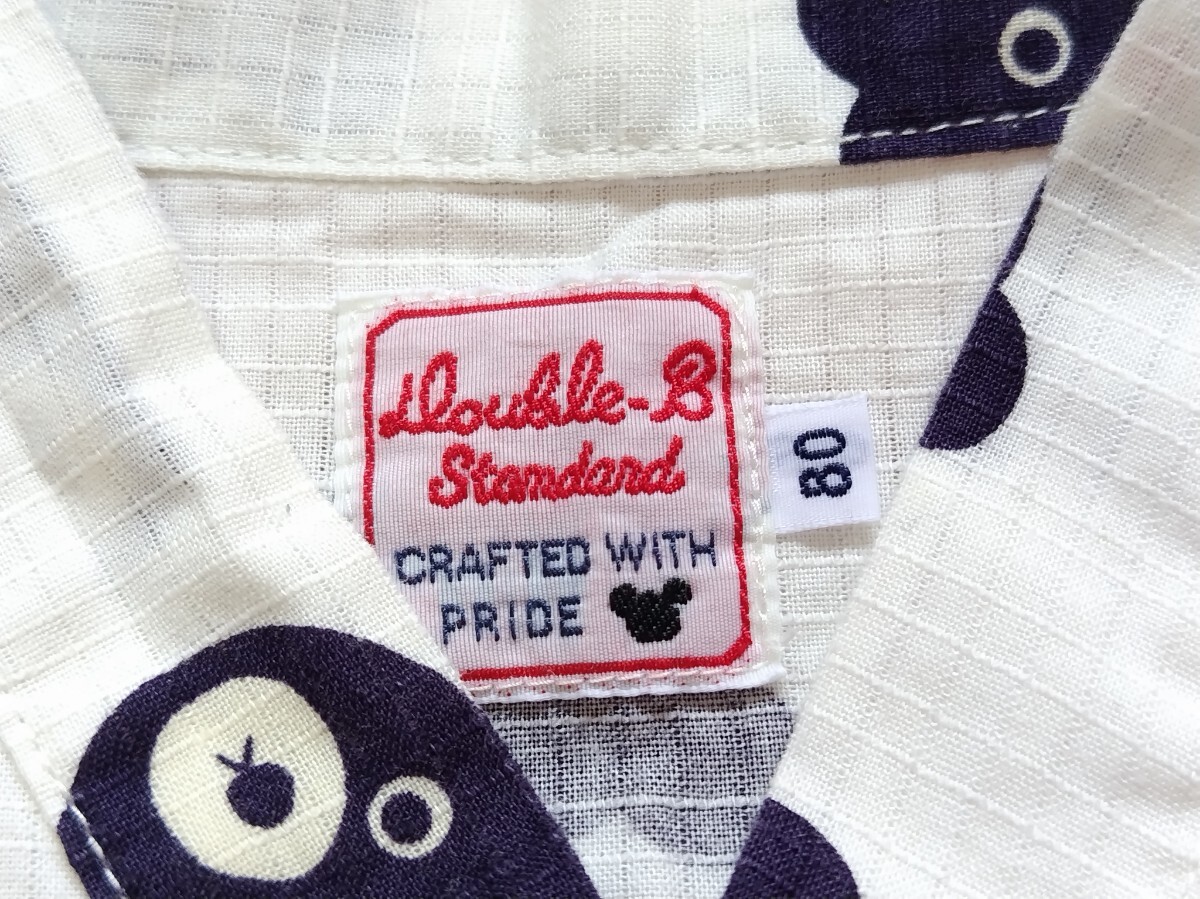 Double-B
Standard
CRAFTED WITH
PRIDE
80